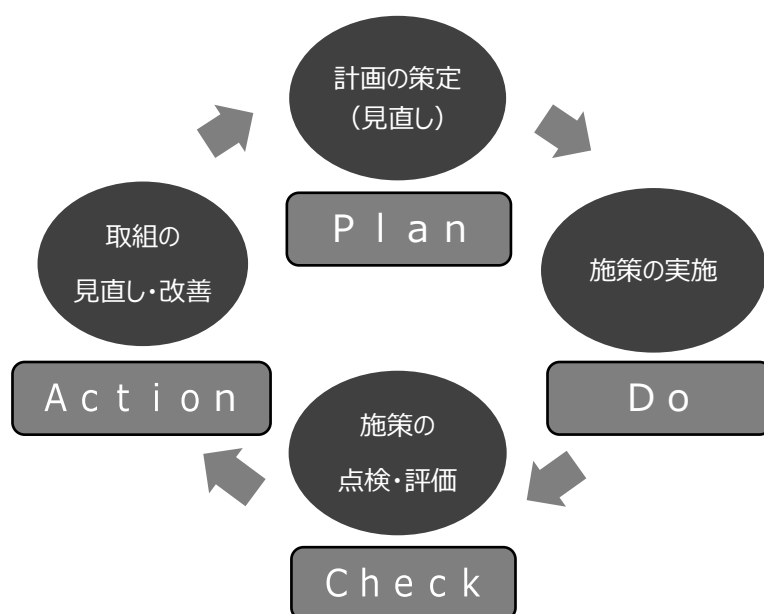 計画の策定
（見直し）
Ｐｌａｎ
施策の実施
Ｄｏ
施策の
点検・評価
Ｃｈｅｃｋ
取組の
見直し・改善
Ａｃｔｉｏｎ